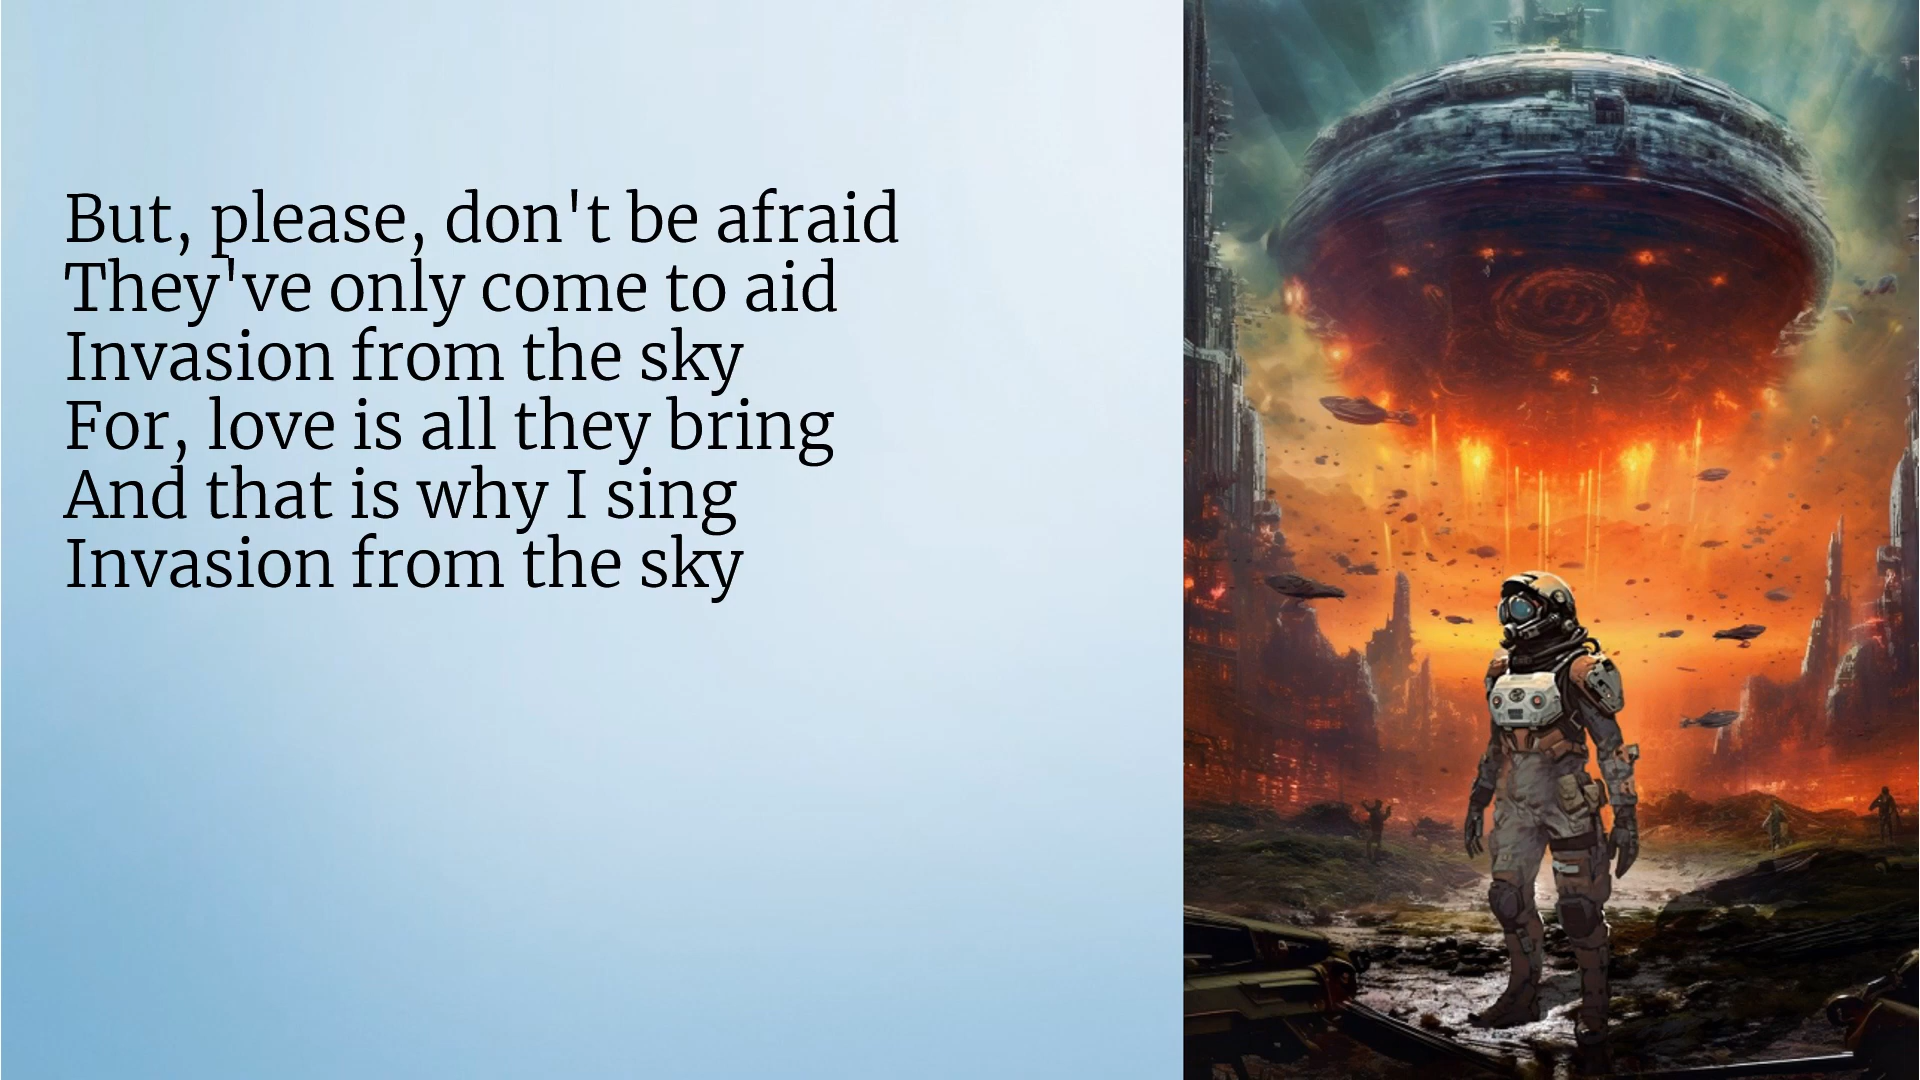 But, please, don't be afraid
They've only come to aid
Invasion from the sky
For, love is all they bring
And that is why I sing
Invasion from the sky